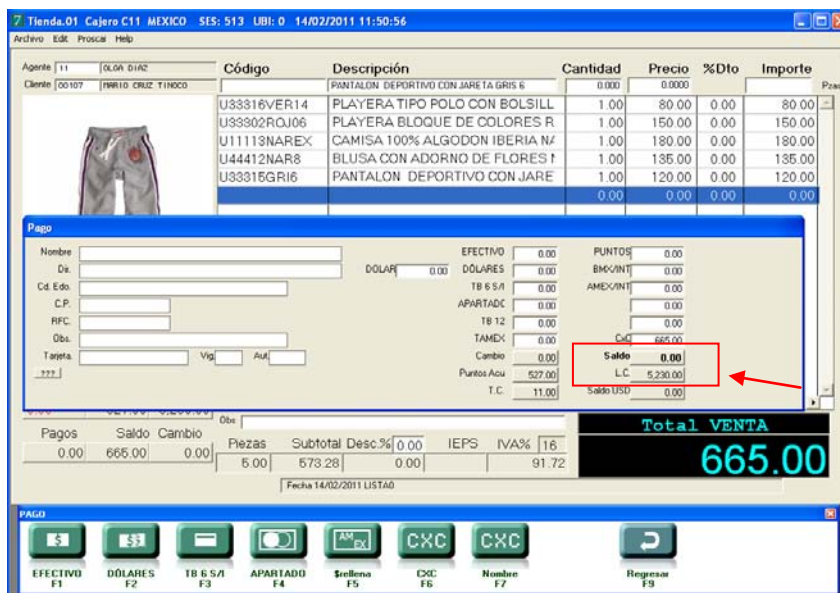 7 Tienda.01 Cajero C11 MEXICO SES: 513 UBI: 0 14/02/2011 11:50:56
Archivo Edit Proscai Help
Agente 11 OLGA DIAZ Código Descripción Cantidad Precio %Dto Importe
Cliente 00107 MARIO CRUZ TINOCO PANTALON DEPORTIVO CON JARETA GRIS 6 0.000 0.0000
U33316VER14 PLAYERA TIPO POLO CON BOLSILL 1.00 80.00 0.00 80.00
U33302ROJ06 PLAYERA BLOQUE DE COLORES R 1.00 150.00 0.00 150.00
U11113NAREX CAMISA 100% ALGODON IBERIA 1.00 180.00 0.00 180.00
U44412NAR8 BLUSA CON ADORNO DE FLORES 1.00 135.00 0.00 135.00
U33315GRI6 PANTALON DEPORTIVO CON JARE 1.00 120.00 0.00 120.00
0.00 0.00 0.00
Pago
Nombre EFECTIVO 0.00 PUNTOS 0.00
Dir. DOLAR 0.00 DÓLARES 0.00 BMX/INT 0.00
Cd. Edo. TB 6 S/I 0.00 AMEX/INT 0.00
C.P. APARTADO 0.00 0.00
RFC. TB 12 0.00 0.00
Obs. TAMEX 0.00 CxC 665.00
Tarjeta. Vig. Aut. Cambio 0.00 Saldo 0.00
??? Puntos Acu 527.00 L.C. 5,230.00
T.C. 11.00 Saldo USD 0.00
Obs
Pagos Saldo Cambio
0.00 665.00 0.00
Piezas Subtotal Desc.% 0.00 IEPS IVA% 16
5.00 573.28 0.00 91.72
Fecha 14/02/2011 LISTA0
Total VENTA
665.00
PAGO
EFECTIVO F1
DÓLARES F2
TB 6 S/I F3
APARTADO F4
AM EX $rellena F5
CXC CXC F6
CXC Nombre F7
Regresar F9